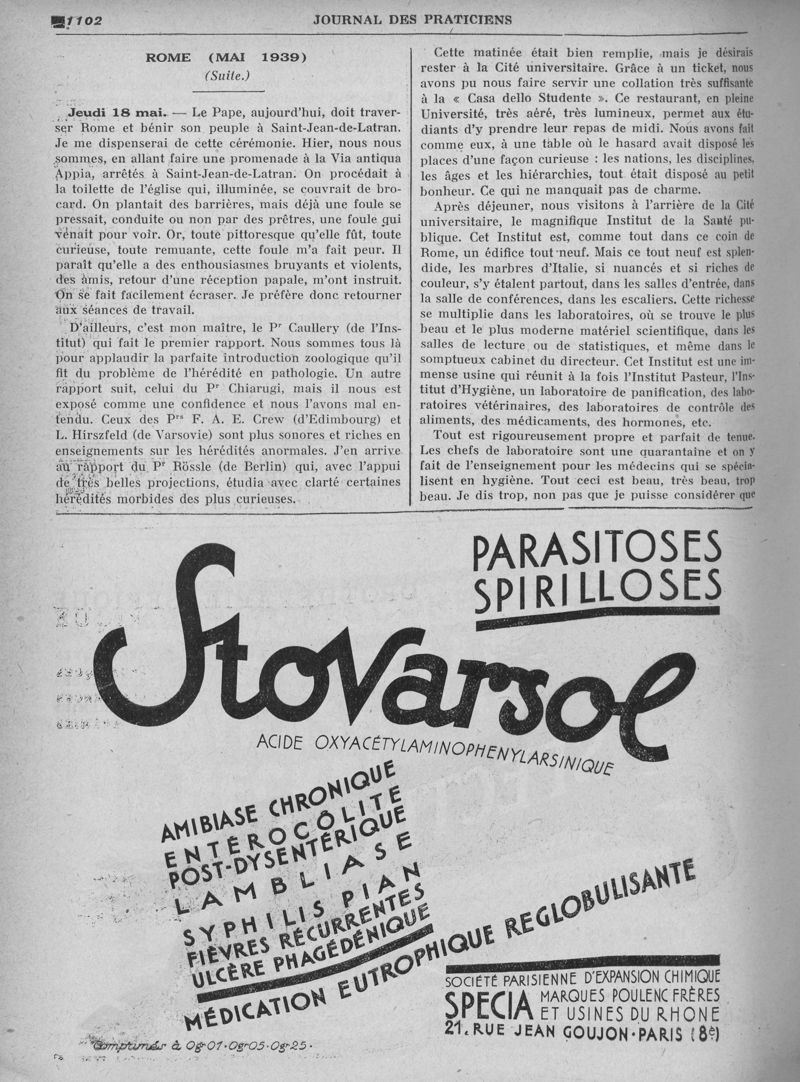 1102
JOURNAL DES PRATICIENS
ROME (MAI 1939)
(Suite.)
Jeudi 18 mai. — Le Pape, aujourd'hui, doit traver-
ser Rome et bénir son peuple à Saint-Jean-de-Latran.
Je me dispenserai de cette cérémonie. Hier, nous nous
sommes, en allant faire une promenade à la Via antiqua
Appia, arrêtés à Saint-Jean-de-Latran. On procédait à
la toilette de l'église qui, illuminée, se couvrait de bro-
card. On plantait des barrières, mais déjà une foule se
pressait, conduite ou non par des prêtres, une foule qui
venait pour voir. Or, toute pittoresque qu'elle fût, toute
curieuse, toute remuante, cette foule m'a fait peur. Il
paraît qu'elle a des enthousiasmes bruyants et violents,
des amis, retour d'une réception papale, m'ont instruit.
On se fait facilement écraser. Je préfère donc retourner
aux séances de travail.
D'ailleurs, c'est mon maître, le Pr Caullery (de l'Ins-
titut) qui fait le premier rapport. Nous sommes tous là
pour applaudir la parfaite introduction zoologique qu'il
fit du problème de l'hérédité en pathologie. Un autre
rapport suit, celui du Pr Chiarugi, mais il nous est
exposé comme une confidence et nous l'avons mal en-
tendu. Ceux des Prs F. A. E. Crew (d'Edimbourg) et
L. Hirszfeld (de Varsovie) sont plus sonores et riches en
enseignements sur les hérédités anormales. J'en arrive
au rapport du Pr Rössle (de Berlin) qui, avec l'appui
de très belles projections, étudia avec clarté certaines
hérédités morbides des plus curieuses.
Cette matinée était bien remplie, mais je désirais
rester à la Cité universitaire. Grâce à un ticket, nous
avons pu nous faire servir une collation très suffisante
à la « Casa dello Studente ». Ce restaurant, en pleine
Université, très aéré, très lumineux, permet aux étu-
diants d'y prendre leur repas de midi. Nous avons fait
comme eux, à une table où le hasard avait disposé les
places d'une façon curieuse : les nations, les disciplines,
les âges et les hiérarchies, tout était disposé au petit
bonheur. Ce qui ne manquait pas de charme.
Après déjeuner, nous visitons à l'arrière de la Cité
universitaire, le magnifique Institut de la Santé pu-
blique. Cet Institut est, comme tout dans ce coin de
Rome, un édifice tout neuf. Mais ce tout neuf est splen-
dide, les marbres d'Italie, si nuancés et si riches de
couleur, s'y étalent partout, dans les salles d'entrée, dans
la salle de conférences, dans les escaliers. Cette richesse
se multiplie dans les laboratoires, où se trouve le plus
beau et le plus moderne matériel scientifique, dans les
salles de lecture ou de statistiques, et même dans le
somptueux cabinet du directeur. Cet Institut est une im-
mense usine qui réunit à la fois l'Institut Pasteur, l'Ins-
titut d'Hygiène, un laboratoire de panification, des labo-
ratoires vétérinaires, des laboratoires de contrôle des
aliments, des médicaments, des hormones, etc.
Tout est rigoureusement propre et parfait de tenue.
Les chefs de laboratoire sont une quarantaine et on y
fait de l'enseignement pour les médecins qui se spécia-
lisent en hygiène. Tout ceci est beau, très beau, trop
beau. Je dis trop, non pas que je puisse considérer que
PARASITOSES
SPIRILLOSES
Stovarsol
ACIDE OXYACÉTYLAMINOPHENYLARSINIQUE
AMIBIASE CHRONIQUE
ENTÉROCÔLITE
POST-DYSENTÉRIQUE
LAMBLIASE
SYPHILIS PIAN
FIÈVRES RÉCURRENTES
ULCÈRE PHAGÉDÉNIQUE
MÉDICATION EUTROPHIQUE REGLOBULISANTE
SOCIÉTÉ PARISIENNE D'EXPANSION CHIMIQUE
SPECIA MARQUES POULENC FRÈRES
ET USINES DU RHONE
21, RUE JEAN GOUJON · PARIS (8e)
Comprimés à 0gr01 · 0gr05 · 0gr25 ·